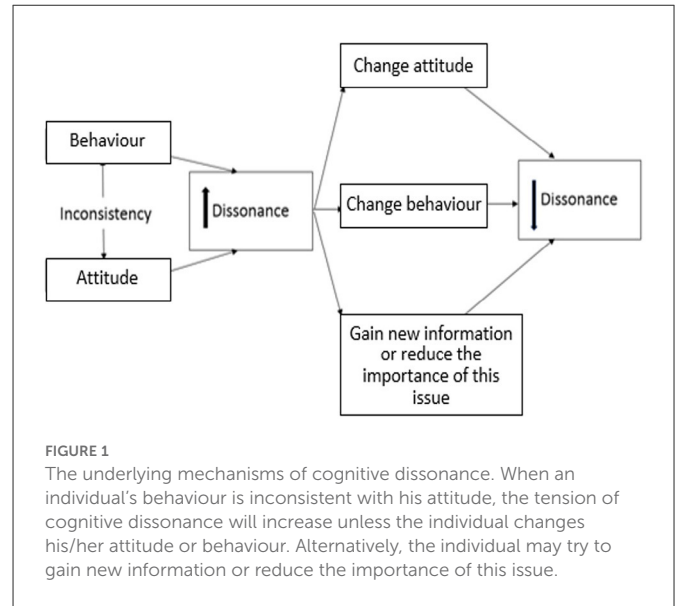 Change attitude
Behaviour
Inconsistency
Attitude
Dissonance
Change behaviour
Dissonance
Gain new information
or reduce the
importance of this
issue
FIGURE 1
The underlying mechanisms of cognitive dissonance. When an
individual's behaviour is inconsistent with his attitude, the tension of
cognitive dissonance will increase unless the individual changes
his/her attitude or behaviour. Alternatively, the individual may try to
gain new information or reduce the importance of this issue.